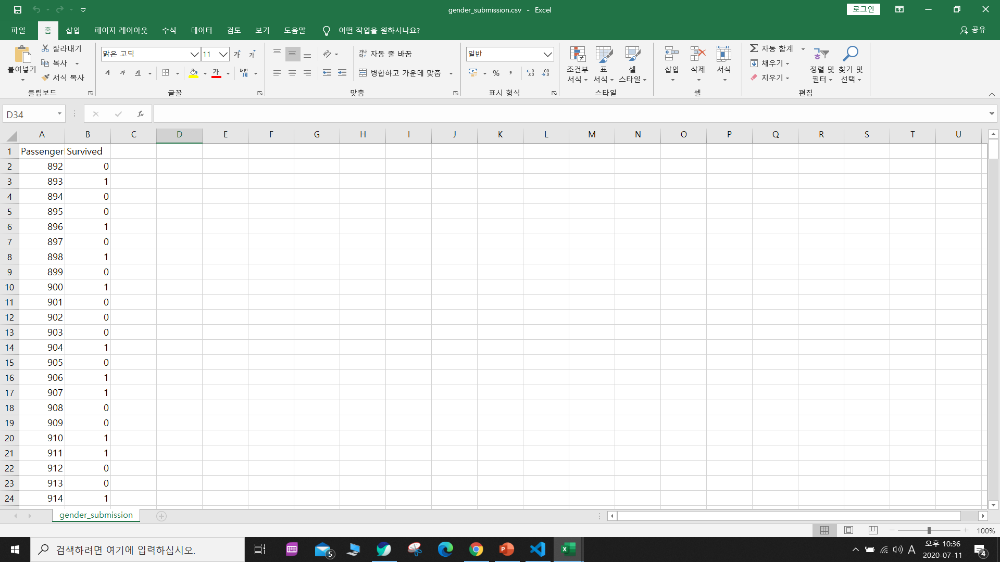 gender_submission.csv - Excel
로그인
파일 홈 삽입 페이지 레이아웃 수식 데이터 검토 보기 도움말 어떤 작업을 원하시나요? 공유
붙여넣기 잘라내기 복사 서식 복사 클립보드
맑은 고딕 11 가 가
가 가 가 가 내천 글꼴
자동 줄 바꿈
병합하고 가운데 맞춤
맞춤
일반
% ,
표시 형식
조건부 서식 표 서식 셀 스타일
스타일
삽입 삭제 서식
셀
자동 합계
채우기
지우기
정렬 및 필터 찾기 및 선택
편집
D34 fx
A B C D E F G H I J K L M N O P Q R S T U
1 Passenger Survived
2 892 0
3 893 1
4 894 0
5 895 0
6 896 1
7 897 0
8 898 1
9 899 0
10 900 1
11 901 0
12 902 0
13 903 0
14 904 1
15 905 0
16 906 1
17 907 1
18 908 0
19 909 0
20 910 1
21 911 1
22 912 0
23 913 0
24 914 1
gender_submission
100%
검색하려면 여기에 입력하십시오.
5
A
오후 10:36
2020-07-11
4